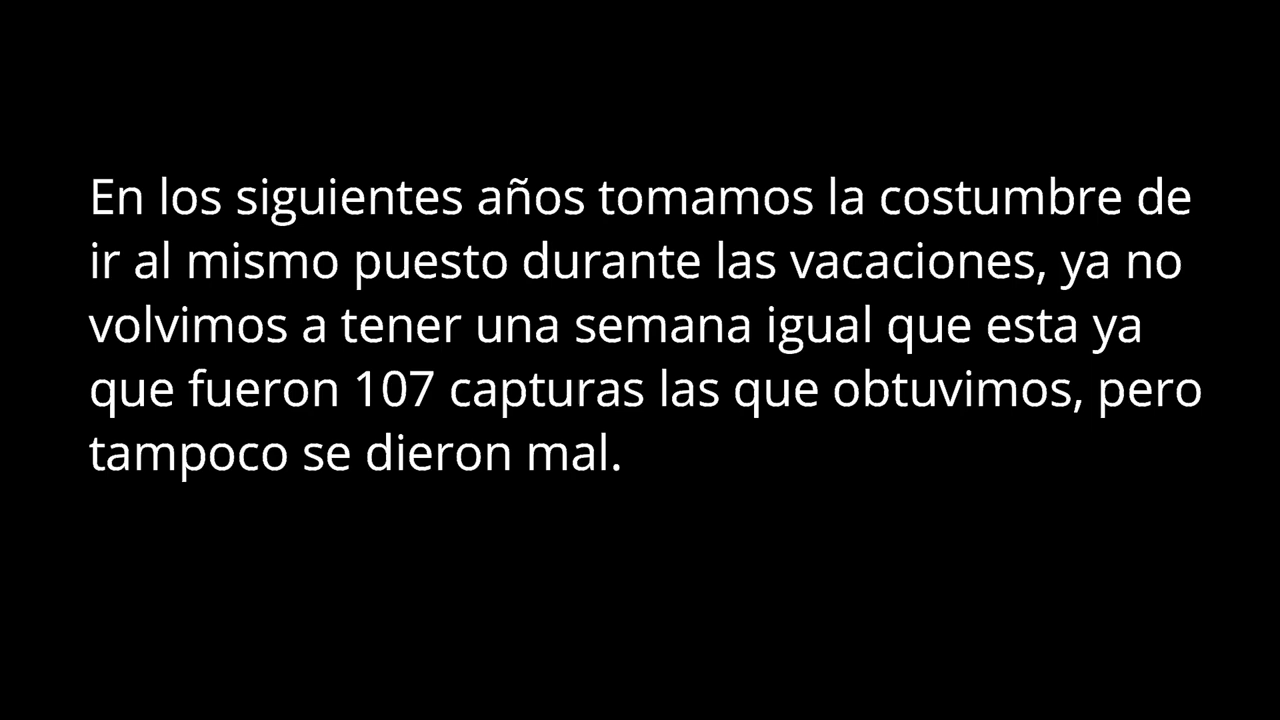 En los siguientes años tomamos la costumbre de
ir al mismo puesto durante las vacaciones, ya no
volvimos a tener una semana igual que esta ya
que fueron 107 capturas las que obtuvimos, pero
tampoco se dieron mal.